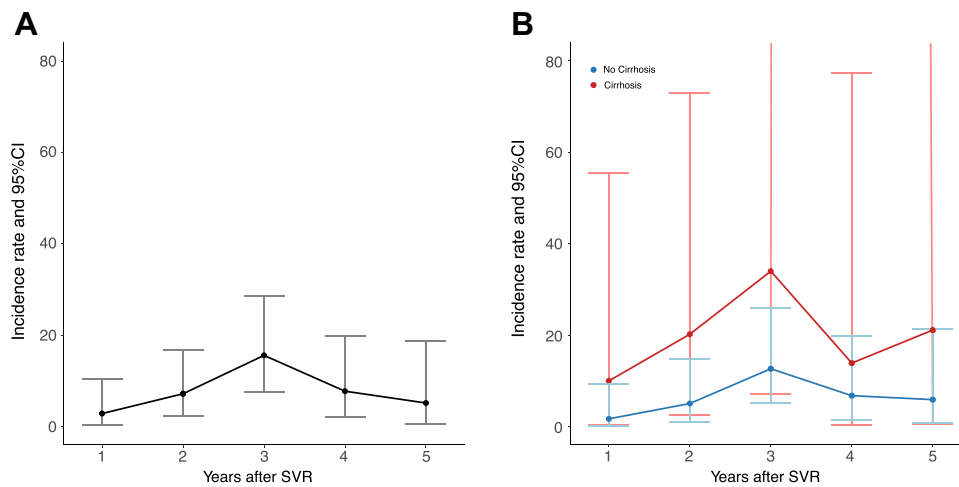 A
Incidence rate and 95%CI
80
60
40
20
0
1 2 3 4 5
Years after SVR
B
Incidence rate and 95%CI
80
60
40
20
0
No Cirrhosis
Cirrhosis
1 2 3 4 5
Years after SVR